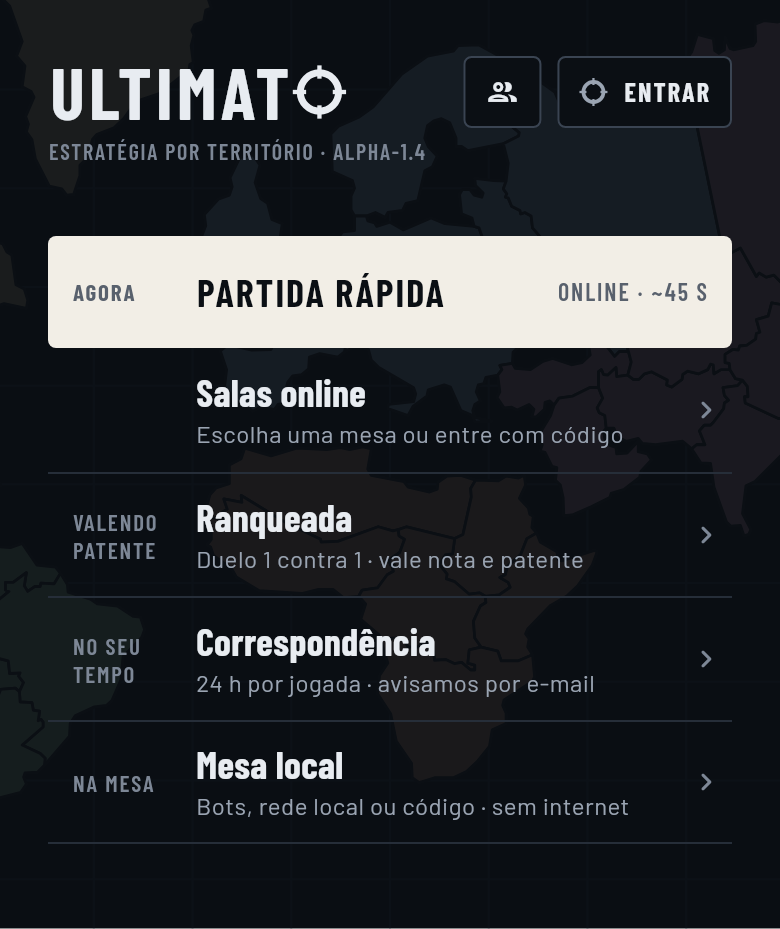 ULTIMATO
ENTRAR
ESTRATÉGIA POR TERRITÓRIO · ALPHA-1.4
AGORA PARTIDA RÁPIDA ONLINE · ~45 S
Salas online
Escolha uma mesa ou entre com código
VALENDO PATENTE
Ranqueada
Duelo 1 contra 1 · vale nota e patente
NO SEU TEMPO
Correspondência
24 h por jogada · avisamos por e-mail
NA MESA
Mesa local
Bots, rede local ou código · sem internet